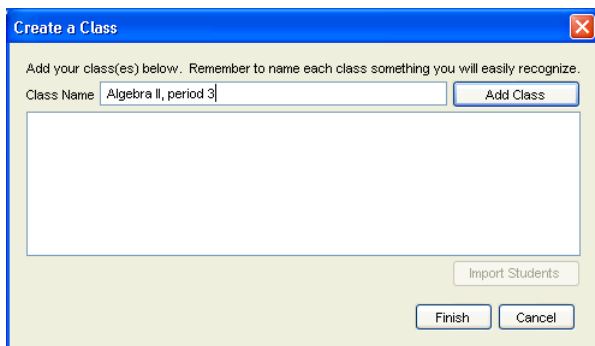 Create a Class
Add your class(es) below. Remember to name each class something you will easily recognize.
Class Name Algebra II, period 3 Add Class
Import Students
Finish Cancel